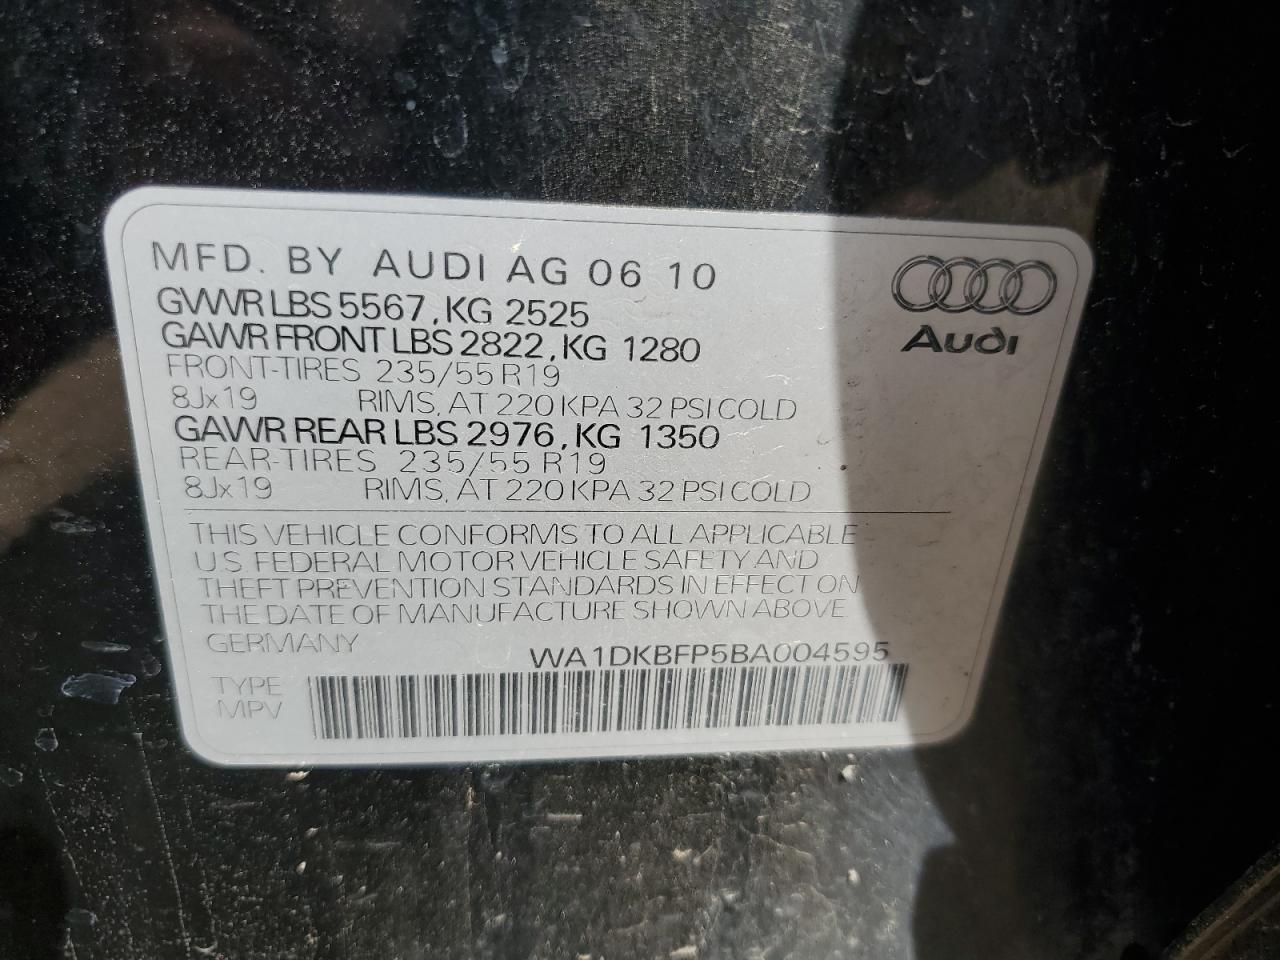 MFD. BY AUDI AG 06 10
GVWR LBS 5567, KG 2525
GAWR FRONT LBS 2822, KG 1280
FRONT-TIRES 235/55 R19
8Jx19 RIMS, AT 220 KPA 32 PSI COLD
GAWR REAR LBS 2976, KG 1350
REAR-TIRES 235/55 R19
8Jx19 RIMS, AT 220 KPA 32 PSI COLD
Audi
THIS VEHICLE CONFORMS TO ALL APPLICABLE
U.S. FEDERAL MOTOR VEHICLE SAFETY AND
THEFT PREVENTION STANDARDS IN EFFECT ON
THE DATE OF MANUFACTURE SHOWN ABOVE.
GERMANY
WA1DKBFP5BA004595
TYPE
MPV